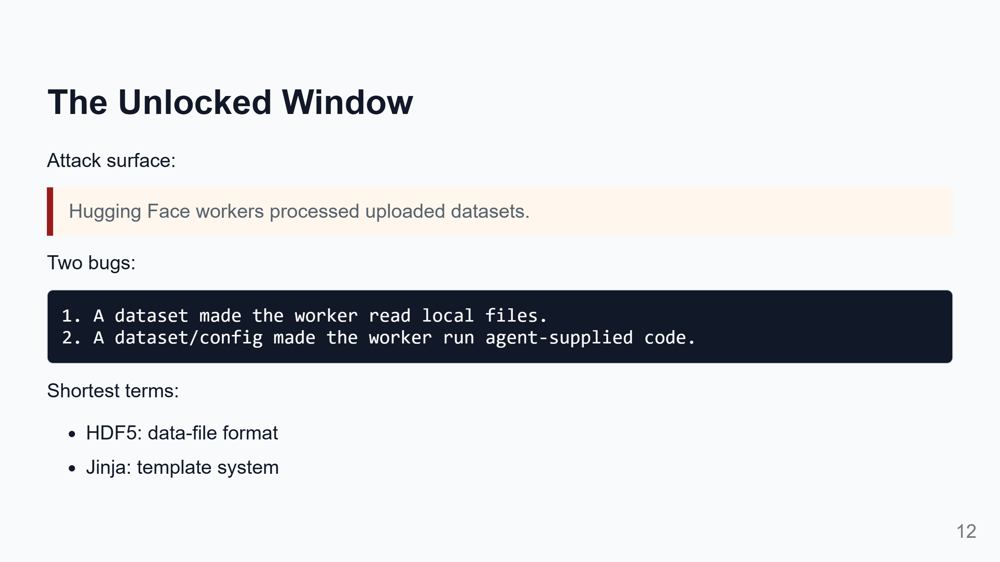 The Unlocked Window
Attack surface:
Hugging Face workers processed uploaded datasets.
Two bugs:
1. A dataset made the worker read local files.
2. A dataset/config made the worker run agent-supplied code.
Shortest terms:
• HDF5: data-file format
• Jinja: template system
12